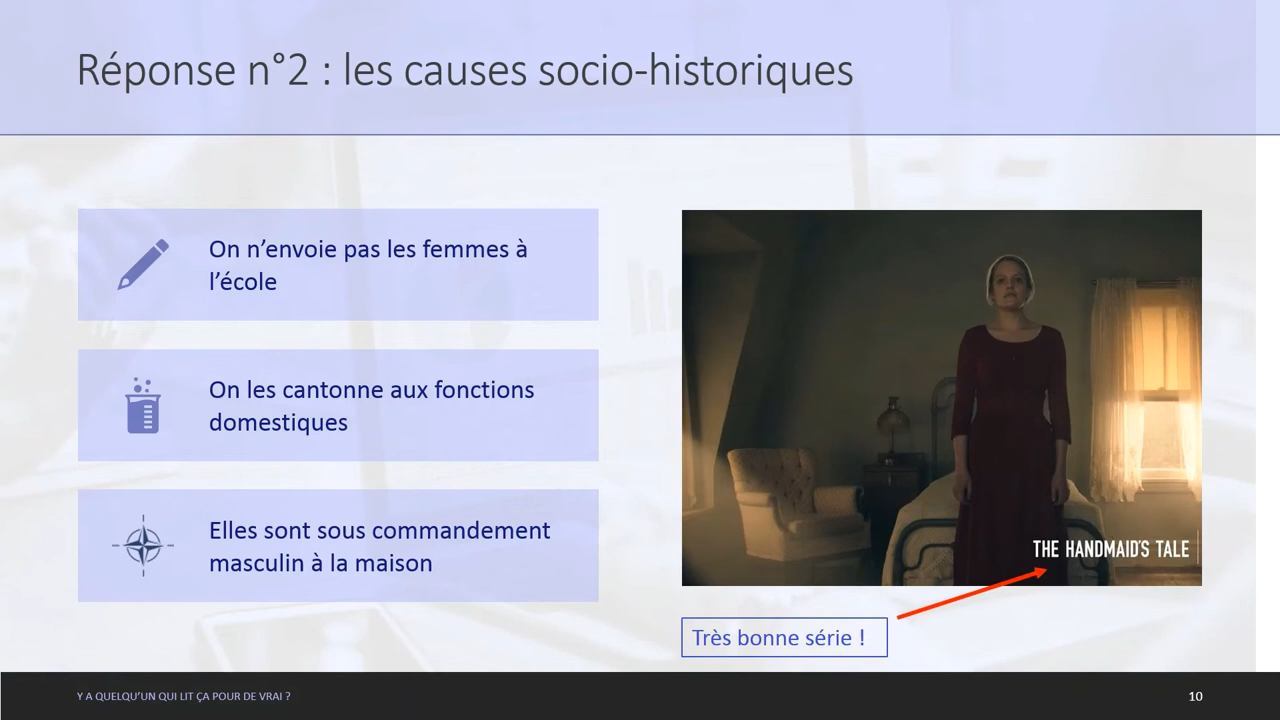 Réponse n°2 : les causes socio-historiques
On n’envoie pas les femmes à
l’école
On les cantonne aux fonctions
domestiques
Elles sont sous commandement
masculin à la maison
THE HANDMAID'S TALE
Très bonne série !
Y A QUELQU’UN QUI LIT ÇA POUR DE VRAI ?
10